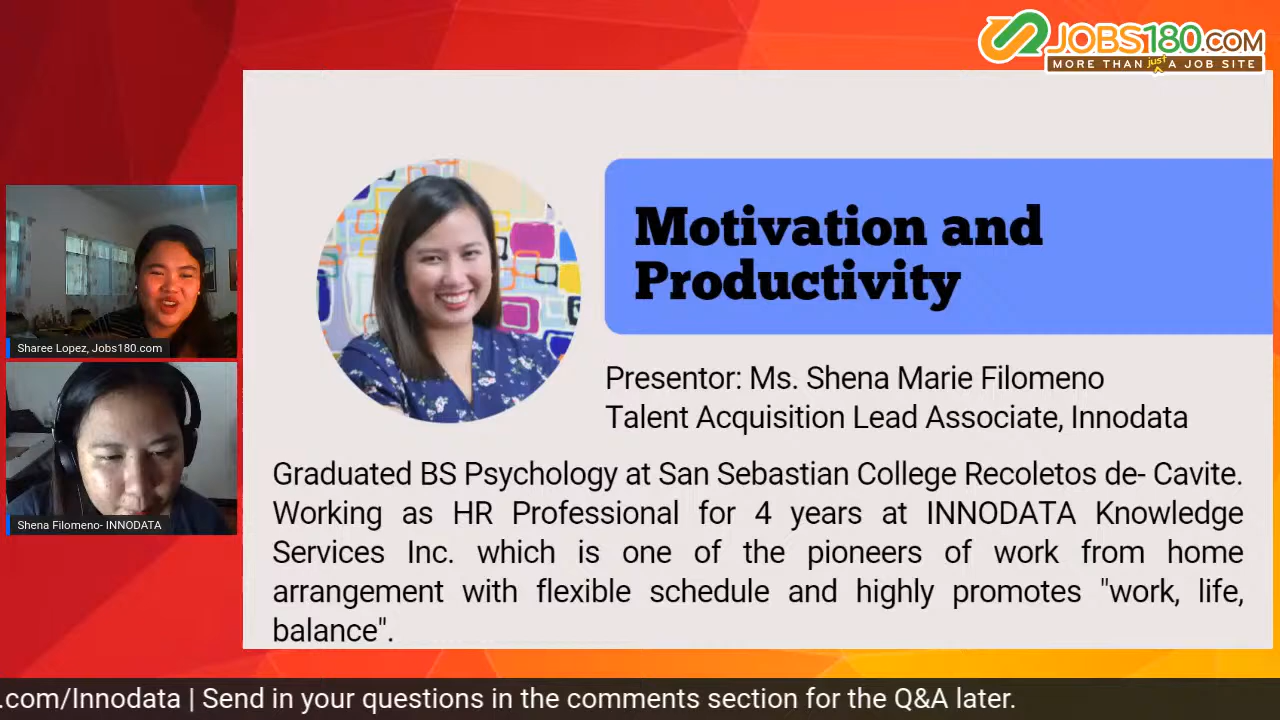 JOBS180.COM
MORE THAN just A JOB SITE
Motivation and
Productivity
Presentor: Ms. Shena Marie Filomeno
Talent Acquisition Lead Associate, Innodata
Graduated BS Psychology at San Sebastian College Recoletos de- Cavite.
Working as HR Professional for 4 years at INNODATA Knowledge
Services Inc. which is one of the pioneers of work from home
arrangement with flexible schedule and highly promotes "work, life,
balance".
Sharee Lopez, Jobs180.com
Shena Filomeno- INNODATA
.com/Innodata | Send in your questions in the comments section for the Q&A later.